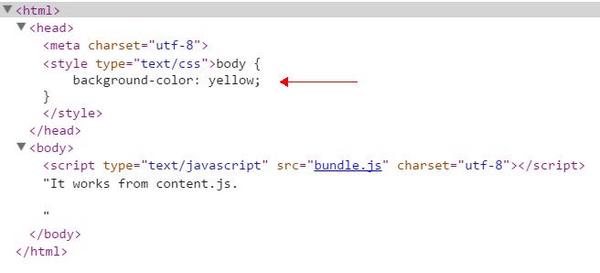 <html>
<head>
<meta charset="utf-8">
<style type="text/css">body {
background-color: yellow;
}
</style>
</head>
<body>
<script type="text/javascript" src="bundle.js" charset="utf-8"></script>
"It works from content.js.
"
</body>
</html>